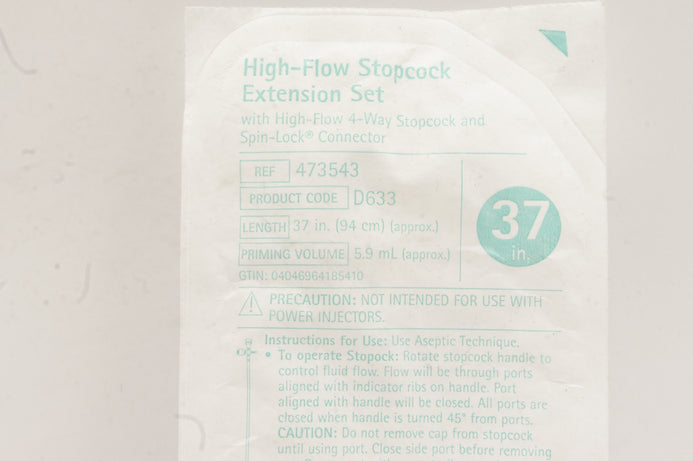 High-Flow Stopcock
Extension Set
with High-Flow 4-Way Stopcock and
Spin-Lock® Connector
REF 473543
PRODUCT CODE D633
LENGTH 37 in. (94 cm) (approx.)
PRIMING VOLUME 5.9 mL (approx.)
GTIN: 04046964185410
37
in.
PRECAUTION: NOT INTENDED FOR USE WITH
POWER INJECTORS.
Instructions for Use: Use Aseptic Technique.
• To operate Stopock: Rotate stopcock handle to
control fluid flow. Flow will be through ports
aligned with indicator ribs on handle. Port
aligned with handle will be closed. All ports are
closed when handle is turned 45° from ports.
CAUTION: Do not remove cap from stopcock
until using port. Close side port before removing